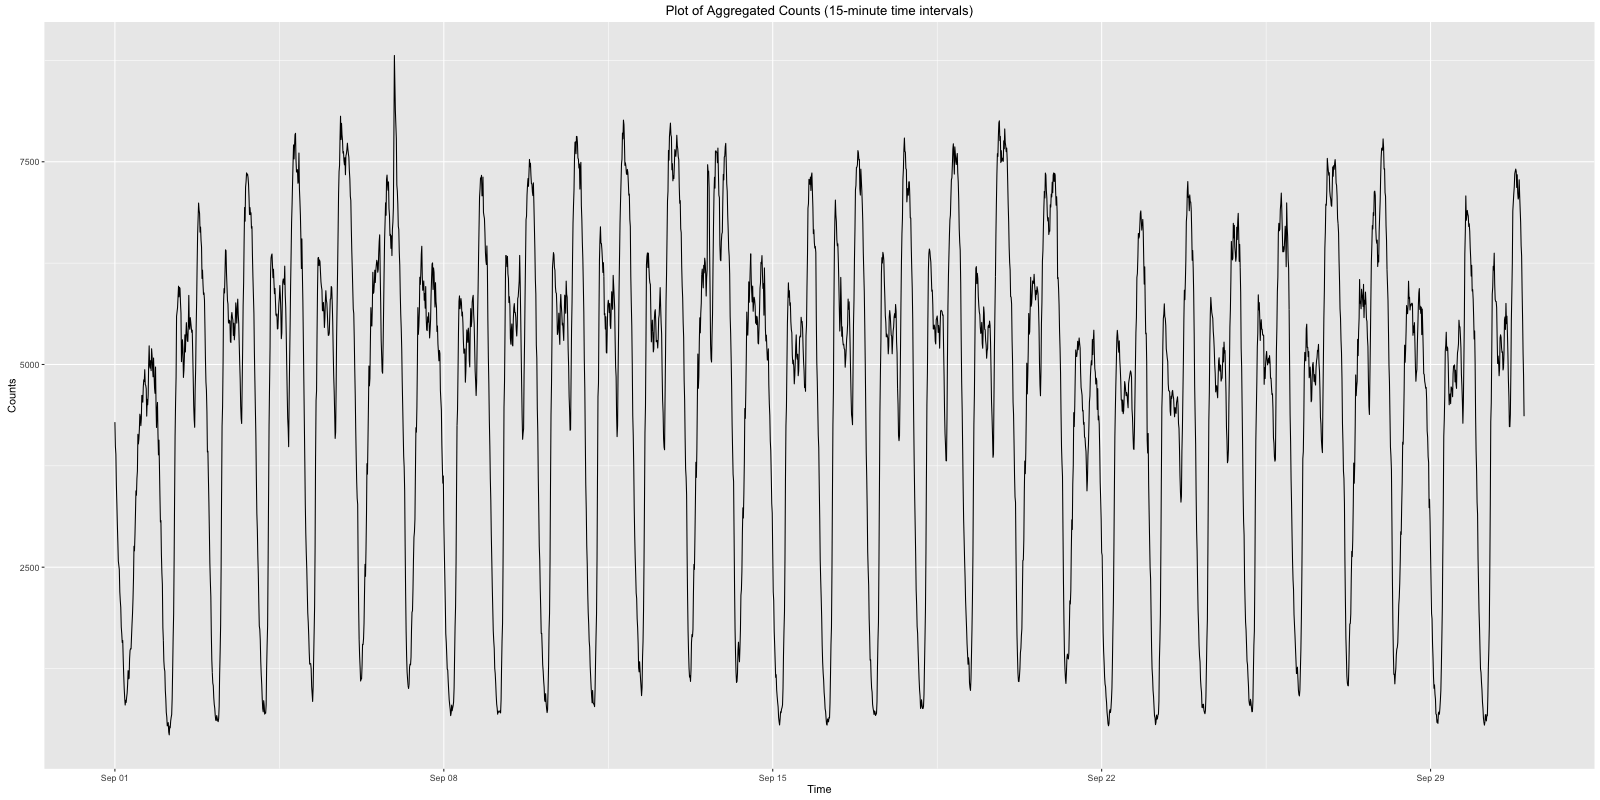 Plot of Aggregated Counts (15-minute time intervals)
Counts
7500
5000
2500
Sep 01 Sep 08 Sep 15 Sep 22 Sep 29
Time